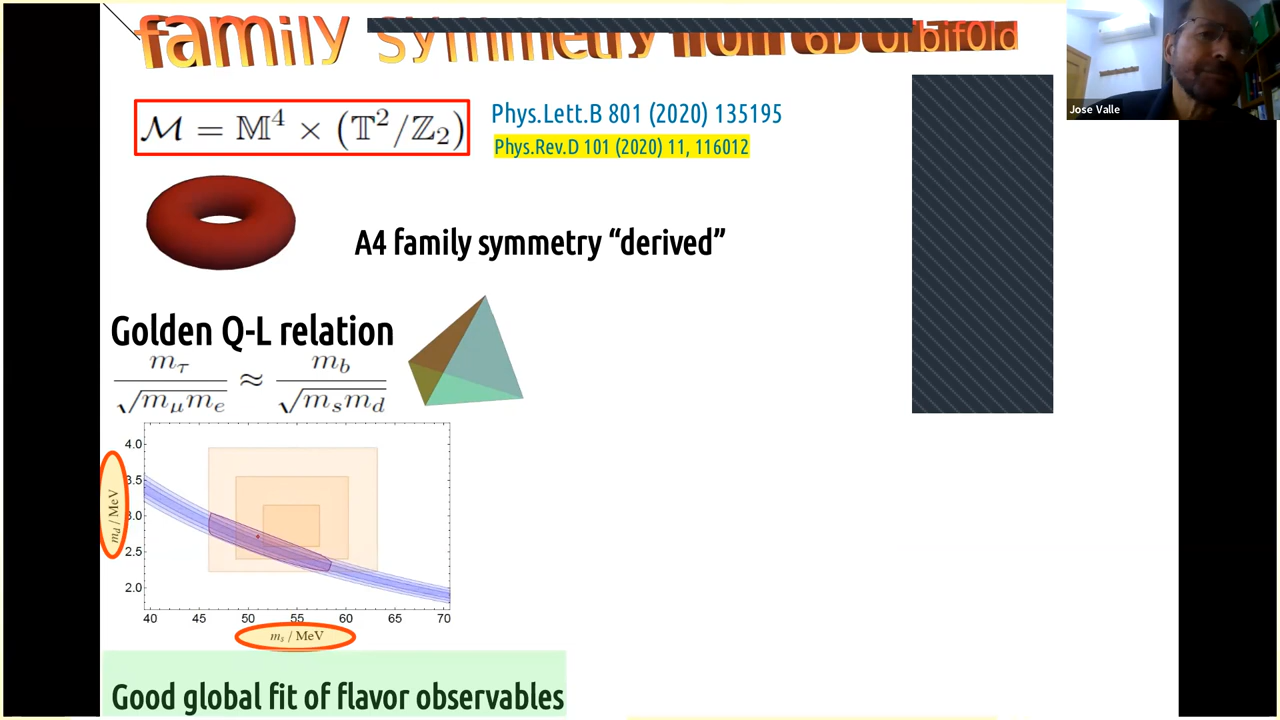 family symmetry from 6D orbif0ld
ℳ = 𝕄⁴ × (𝕋²/ℤ₂)
Phys.Lett.B 801 (2020) 135195
Phys.Rev.D 101 (2020) 11, 116012
Jose Valle
A4 family symmetry “derived”
Golden Q-L relation
m_τ / √(m_μ m_e) ≈ m_b / √(m_s m_d)
4.0
3.5
3.0
2.5
2.0
m_d / MeV
40 45 50 55 60 65 70
m_s / MeV
Good global fit of flavor observables